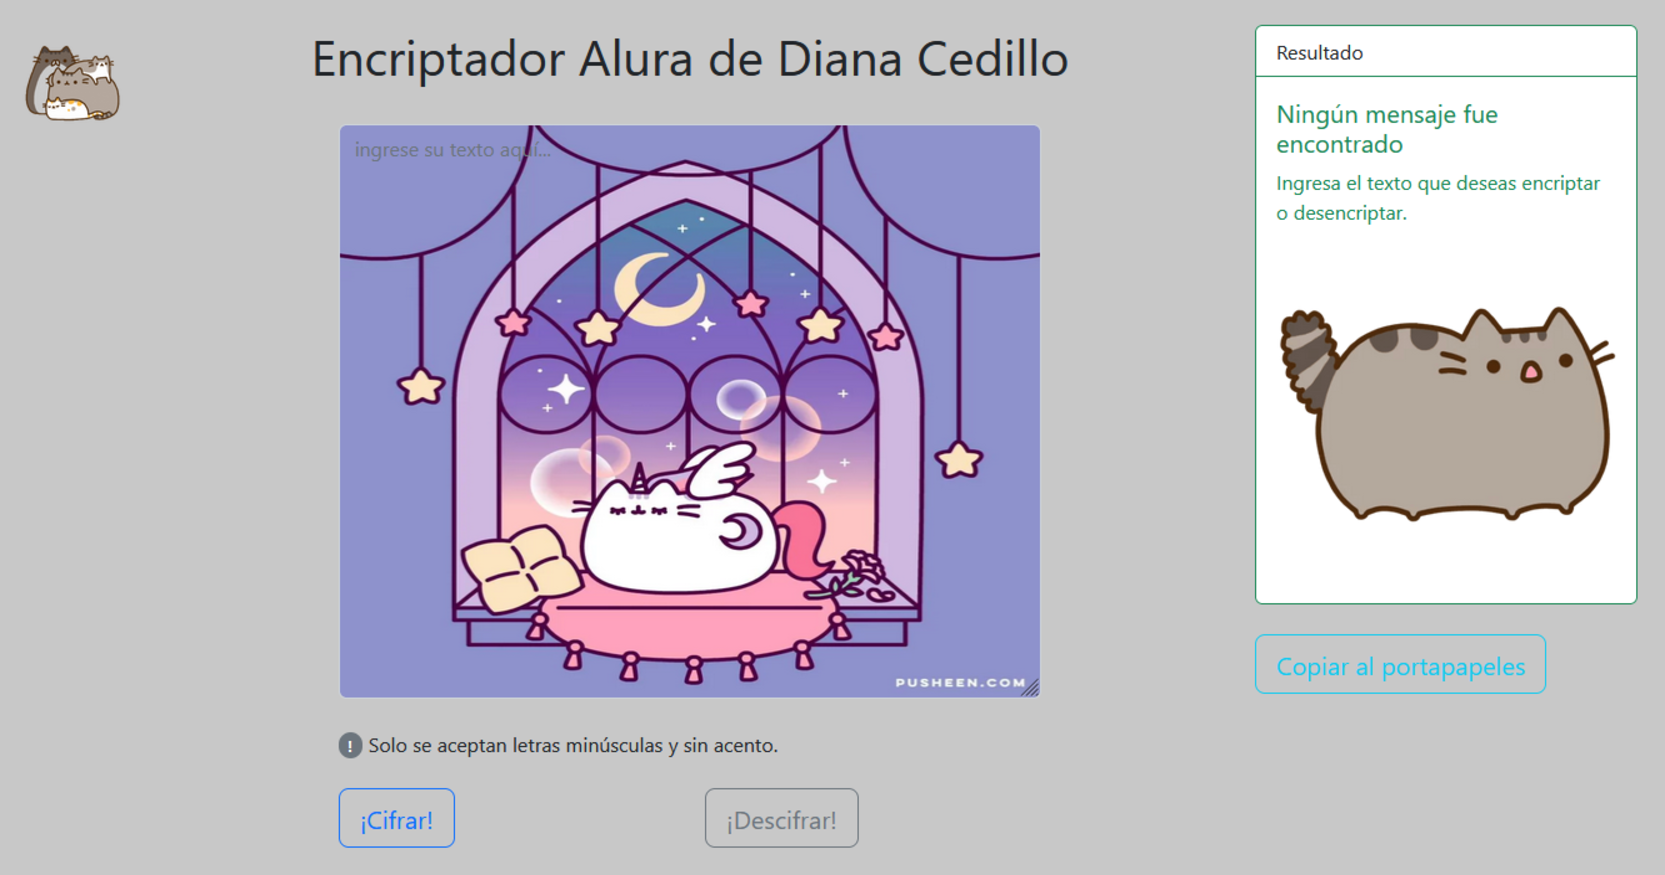 Encriptador Alura de Diana Cedillo
ingrese su texto aquí...
PUSHEEN.COM
! Solo se aceptan letras minúsculas y sin acento.
¡Cifrar!
¡Descifrar!
Resultado
Ningún mensaje fue
encontrado
Ingresa el texto que deseas encriptar
o desencriptar.
Copiar al portapapeles